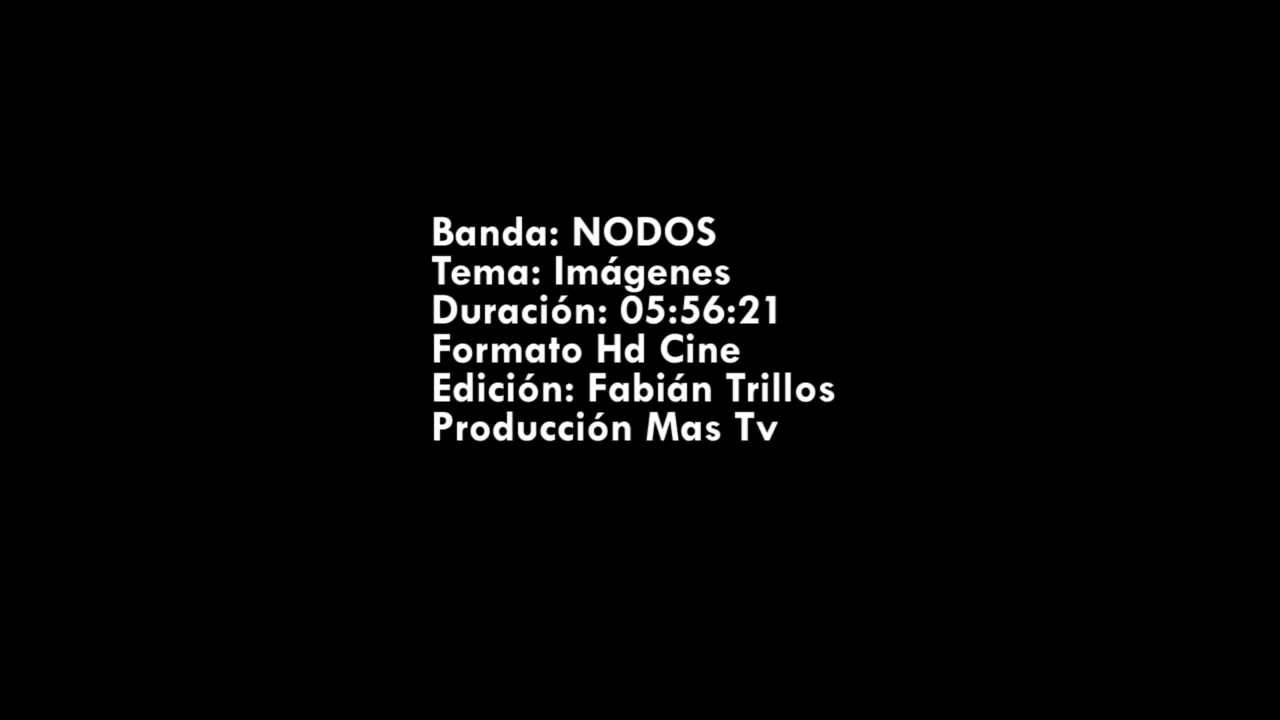 Banda: NODOS
Tema: Imágenes
Duración: 05:56:21
Formato Hd Cine
Edición: Fabián Trillos
Producción Mas Tv